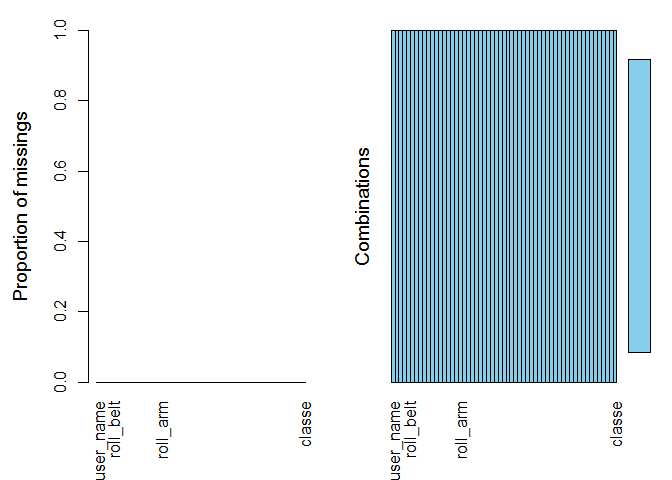 Proportion of missings
1.0
0.8
0.6
0.4
0.2
0.0
user_name
roll_belt
roll_arm
classe
Combinations
user_name
roll_belt
roll_arm
classe